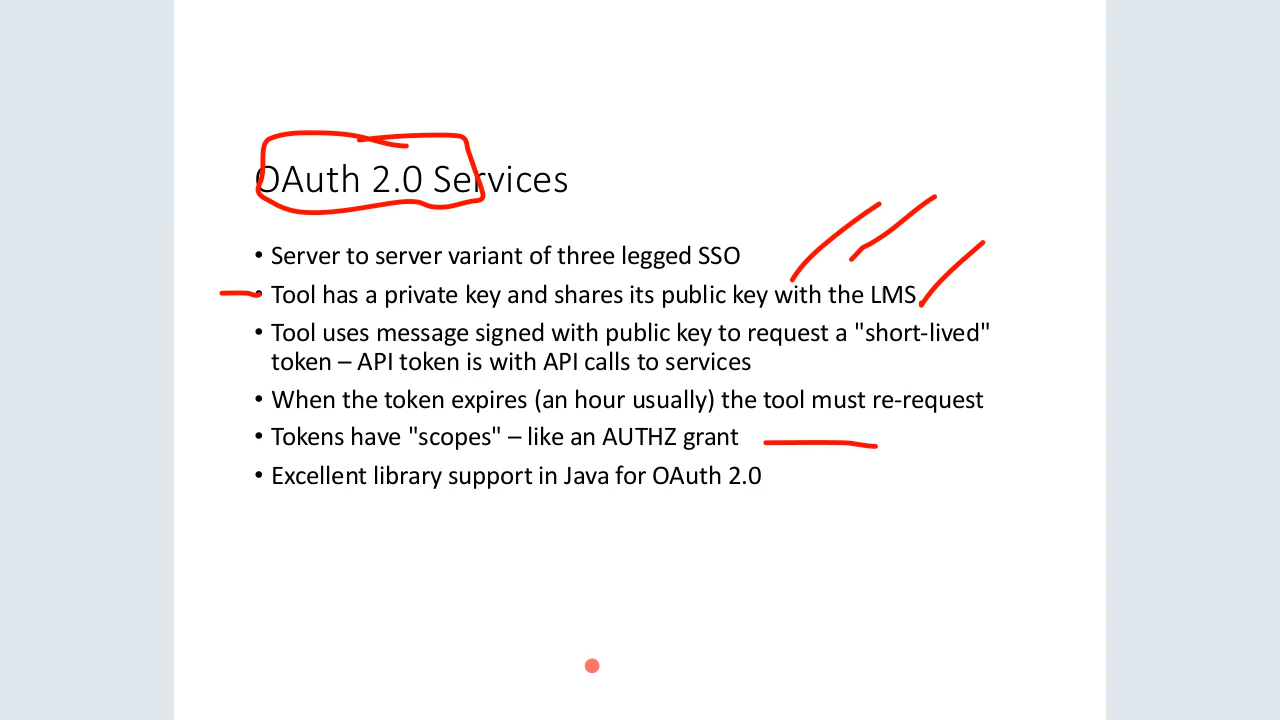 OAuth 2.0 Services
• Server to server variant of three legged SSO
• Tool has a private key and shares its public key with the LMS
• Tool uses message signed with public key to request a "short-lived"
token – API token is with API calls to services
• When the token expires (an hour usually) the tool must re-request
• Tokens have "scopes" – like an AUTHZ grant
• Excellent library support in Java for OAuth 2.0